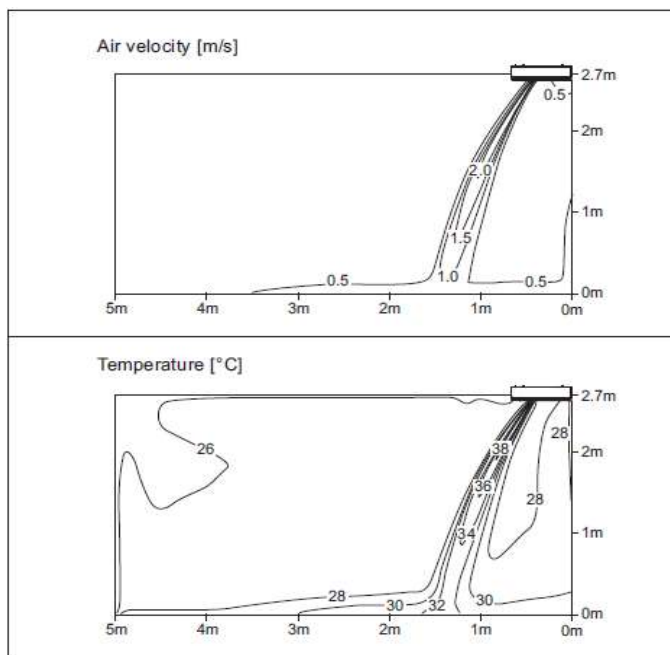 Air velocity [m/s]
2.7m
0.5
2m
2.0
1m
1.5
0.5 1.0 0.5
0m
5m 4m 3m 2m 1m 0m
Temperature [°C]
2.7m
28
26 38 2m
36 28
34 1m
28 30 32 30
0m
5m 4m 3m 2m 1m 0m